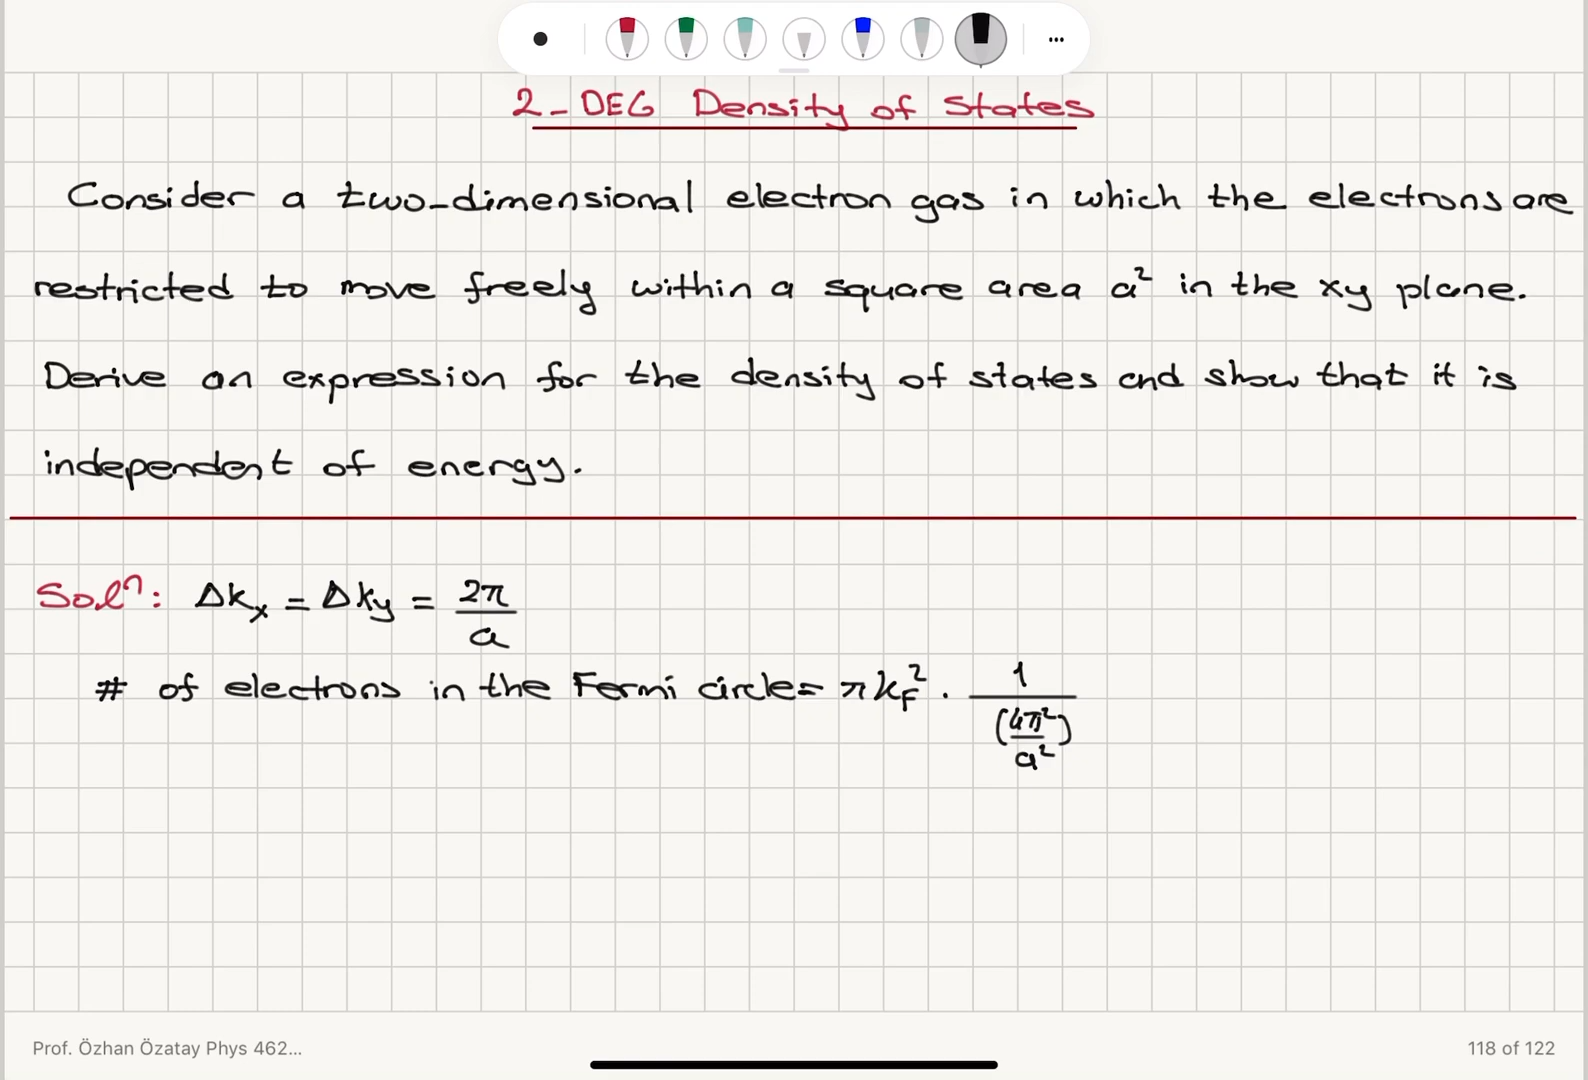 2-DEG Density of States
Consider a two-dimensional electron gas in which the electrons are
restricted to move freely within a square area a² in the xy plane.
Derive an expression for the density of states and show that it is
independent of energy.
Solⁿ: Δkₓ = Δky = 2π/a
# of electrons in the Fermi circle = πk_F² · 1/(4π²/a²)
Prof. Özhan Özatay Phys 462...
118 of 122